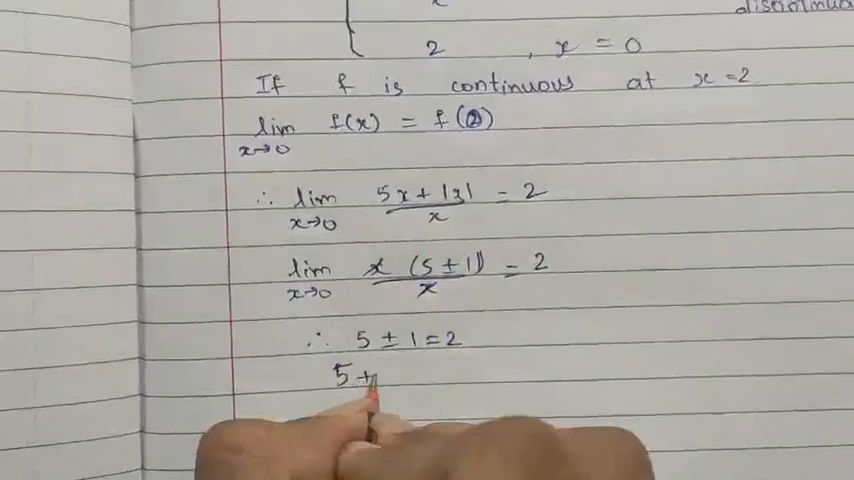 x
2 , x = 0
If f is continuous at x = 2.
lim f(x) = f(2)
x→0
∴ lim 5x + |x| = 2
x→0 x
lim x (5 ± 1) = 2
x→0 x
∴ 5 ± 1 = 2
5 +